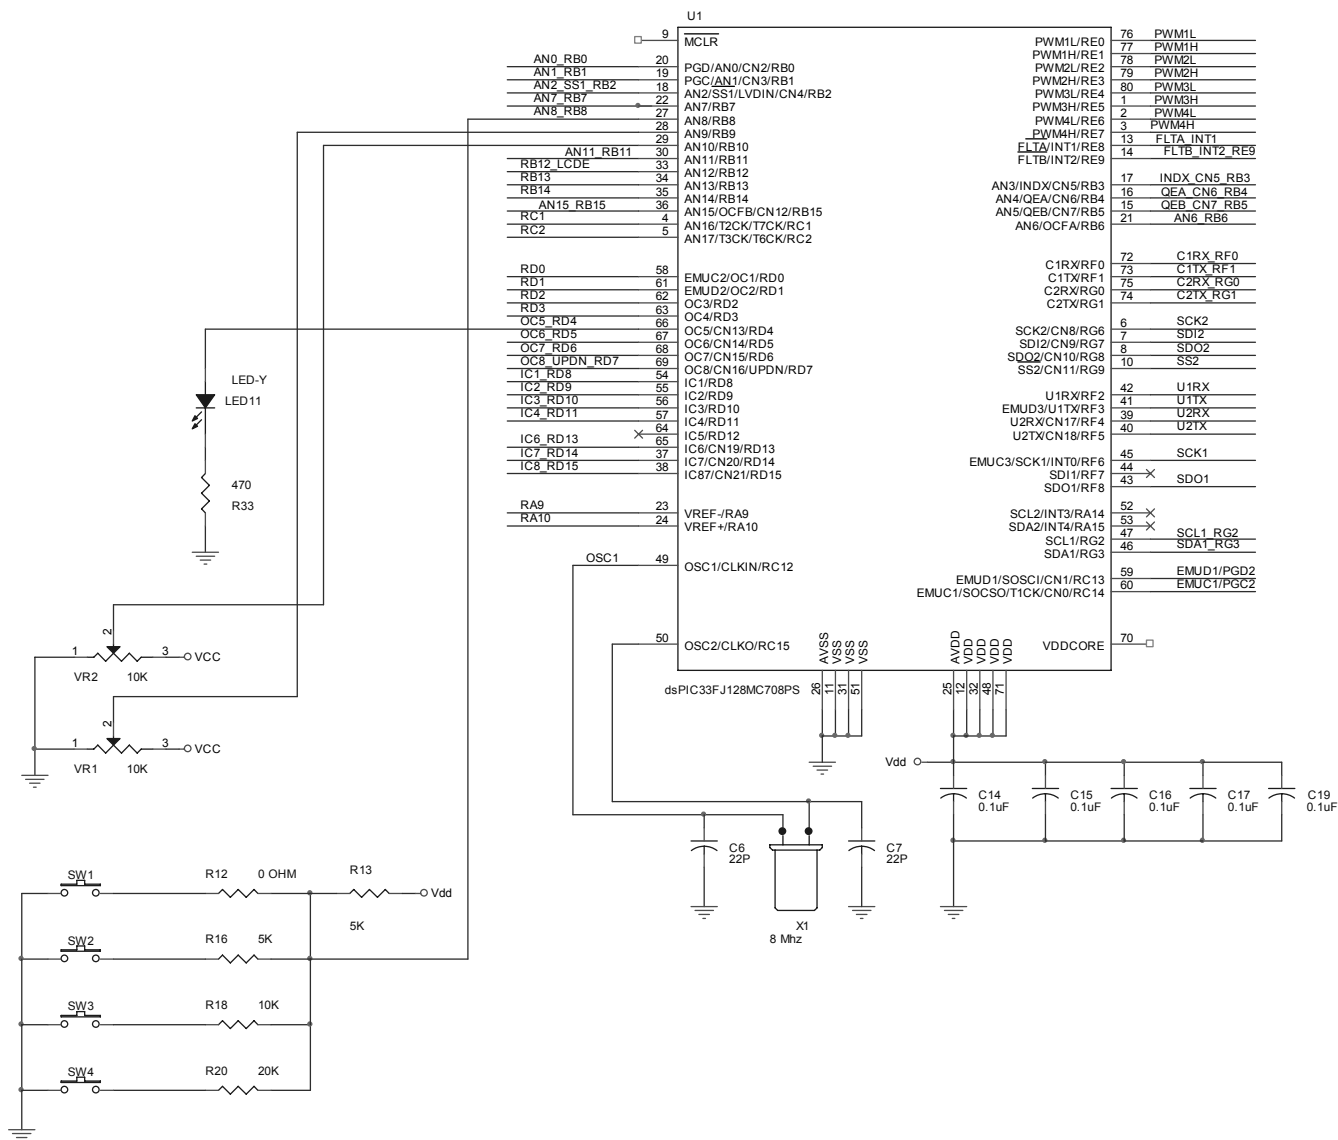 U1
9 MCLR
AN0_RB0 20 PGD/AN0/CN2/RB0
AN1_RB1 19 PGC/AN1/CN3/RB1
AN2_SS1_RB2 18 AN2/SS1/LVDIN/CN4/RB2
AN7_RB7 22 AN7/RB7
AN8_RB8 27 AN8/RB8
28 AN9/RB9
29 AN10/RB10
AN11_RB11 30 AN11/RB11
RB12_LCDE 33 AN12/RB12
RB13 34 AN13/RB13
RB14 35 AN14/RB14
AN15_RB15 36 AN15/OCFB/CN12/RB15
RC1 4 AN16/T2CK/T7CK/RC1
RC2 5 AN17/T3CK/T6CK/RC2
RD0 58 EMUC2/OC1/RD0
RD1 61 EMUD2/OC2/RD1
RD2 62 OC3/RD2
RD3 63 OC4/RD3
OC5_RD4 66 OC5/CN13/RD4
OC6_RD5 67 OC6/CN14/RD5
OC7_RD6 68 OC7/CN15/RD6
OC8_UPDN_RD7 69 OC8/CN16/UPDN/RD7
IC1_RD8 54 IC1/RD8
IC2_RD9 55 IC2/RD9
IC3_RD10 56 IC3/RD10
IC4_RD11 57 IC4/RD11
64 IC5/RD12
IC6_RD13 65 IC6/CN19/RD13
IC7_RD14 37 IC7/CN20/RD14
IC8_RD15 38 IC87/CN21/RD15
RA9 23 VREF-/RA9
RA10 24 VREF+/RA10
OSC1 49 OSC1/CLKIN/RC12
50 OSC2/CLKO/RC15
PWM1L/RE0 76 PWM1L
PWM1H/RE1 77 PWM1H
PWM2L/RE2 78 PWM2L
PWM2H/RE3 79 PWM2H
PWM3L/RE4 80 PWM3L
PWM3H/RE5 1 PWM3H
PWM4L/RE6 2 PWM4L
PWM4H/RE7 3 PWM4H
FLTA/INT1/RE8 13 FLTA_INT1
FLTB/INT2/RE9 14 FLTB_INT2_RE9
AN3/INDX/CN5/RB3 17 INDX_CN5_RB3
AN4/QEA/CN6/RB4 16 QEA_CN6_RB4
AN5/QEB/CN7/RB5 15 QEB_CN7_RB5
AN6/OCFA/RB6 21 AN6_RB6
C1RX/RF0 72 C1RX_RF0
C1TX/RF1 73 C1TX_RF1
C2RX/RG0 75 C2RX_RG0
C2TX/RG1 74 C2TX_RG1
SCK2/CN8/RG6 6 SCK2
SDI2/CN9/RG7 7 SDI2
SDO2/CN10/RG8 8 SDO2
SS2/CN11/RG9 10 SS2
U1RX/RF2 42 U1RX
EMUD3/U1TX/RF3 41 U1TX
U2RX/CN17/RF4 39 U2RX
U2TX/CN18/RF5 40 U2TX
EMUC3/SCK1/INT0/RF6 45 SCK1
SDI1/RF7 44
SDO1/RF8 43 SDO1
SCL2/INT3/RA14 52
SDA2/INT4/RA15 53
SCL1/RG2 47 SCL1_RG2
SDA1/RG3 46 SDA1_RG3
EMUD1/SOSCI/CN1/RC13 59 EMUD1/PGD2
EMUC1/SOCSO/T1CK/CN0/RC14 60 EMUC1/PGC2
VDDCORE 70
AVSS VSS VSS VSS
26 11 31 51
AVDD VDD VDD VDD VDD
25 12 32 48 71
dsPIC33FJ128MC708PS
LED-Y
LED11
470
R33
2
1 3 VCC
VR2 10K
2
1 3 VCC
VR1 10K
Vdd
C14
0.1uF
C15
0.1uF
C16
0.1uF
C17
0.1uF
C19
0.1uF
C6
22P
C7
22P
X1
8 Mhz
SW1 R12 0 OHM R13
Vdd
5K
SW2 R16 5K
SW3 R18 10K
SW4 R20 20K